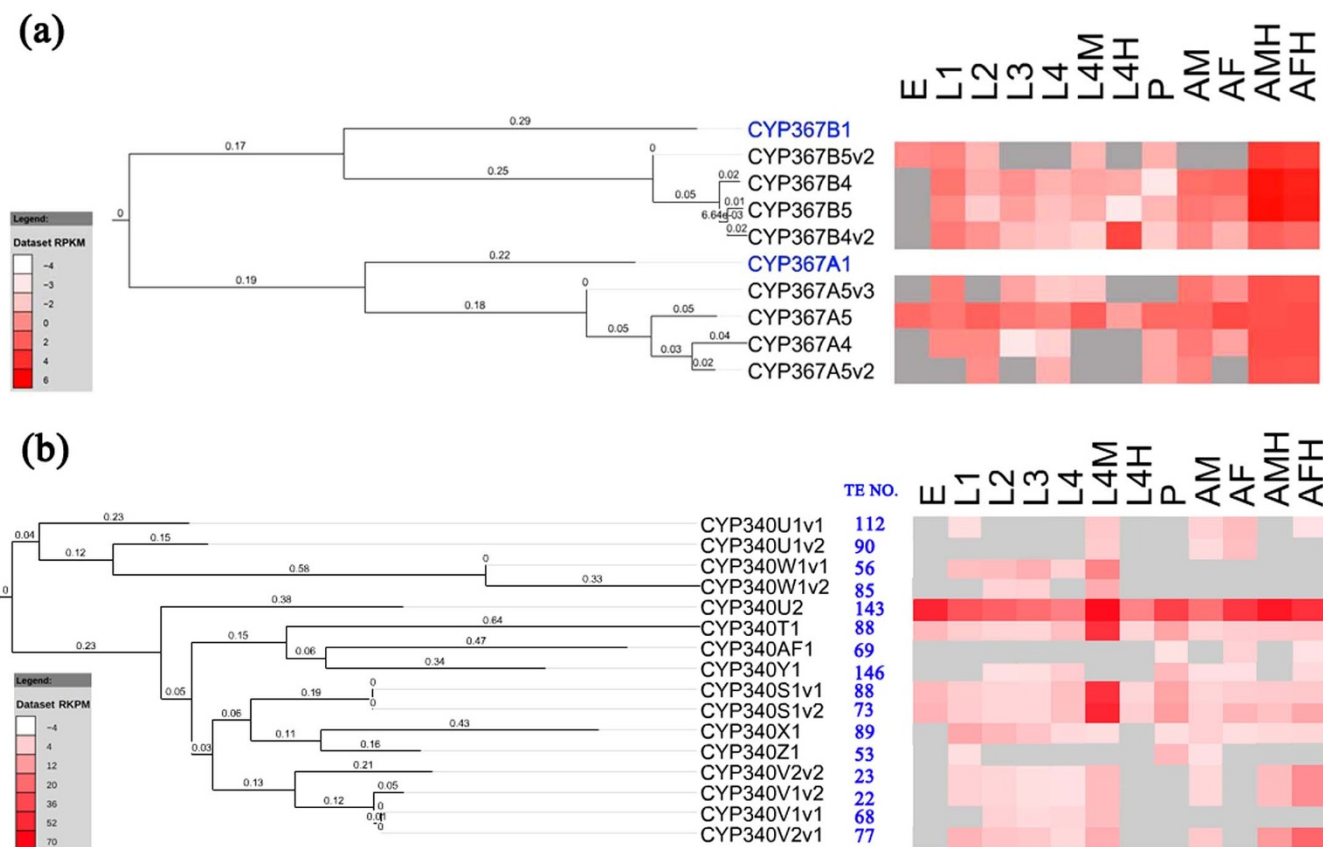 (a)
E L1 L2 L3 L4 L4M L4H P AM AF AMH AFH
0.29 CYP367B1
0.17
0 CYP367B5v2
0.25
0.02 CYP367B4
0.05
0.01 CYP367B5
6.64e-03
0.02 CYP367B4v2
0
0.22 CYP367A1
0.19
0 CYP367A5v3
0.18
0.05 CYP367A5
0.05
0.04 CYP367A4
0.03
0.02 CYP367A5v2
Legend:
Dataset RPKM
-4
-3
-2
0
2
4
6
(b)
TE NO. E L1 L2 L3 L4 L4M L4H P AM AF AMH AFH
0.23 CYP340U1v1 112
0.04
0.15 CYP340U1v2 90
0.12
0 CYP340W1v1 56
0.58
0.33 CYP340W1v2 85
0
0.38 CYP340U2 143
0.64 CYP340T1 88
0.15
0.47 CYP340AF1 69
0.23 0.06
0.34 CYP340Y1 146
0 CYP340S1v1 88
0.05 0.19
0 CYP340S1v2 73
0.06
0.43 CYP340X1 89
0.11
0.16 CYP340Z1 53
0.03
0.21 CYP340V2v2 23
0.13
0.05 CYP340V1v2 22
0.12
0 CYP340V1v1 68
0.01
0 CYP340V2v1 77
Legend:
Dataset RKPM
-4
4
12
20
36
52
70